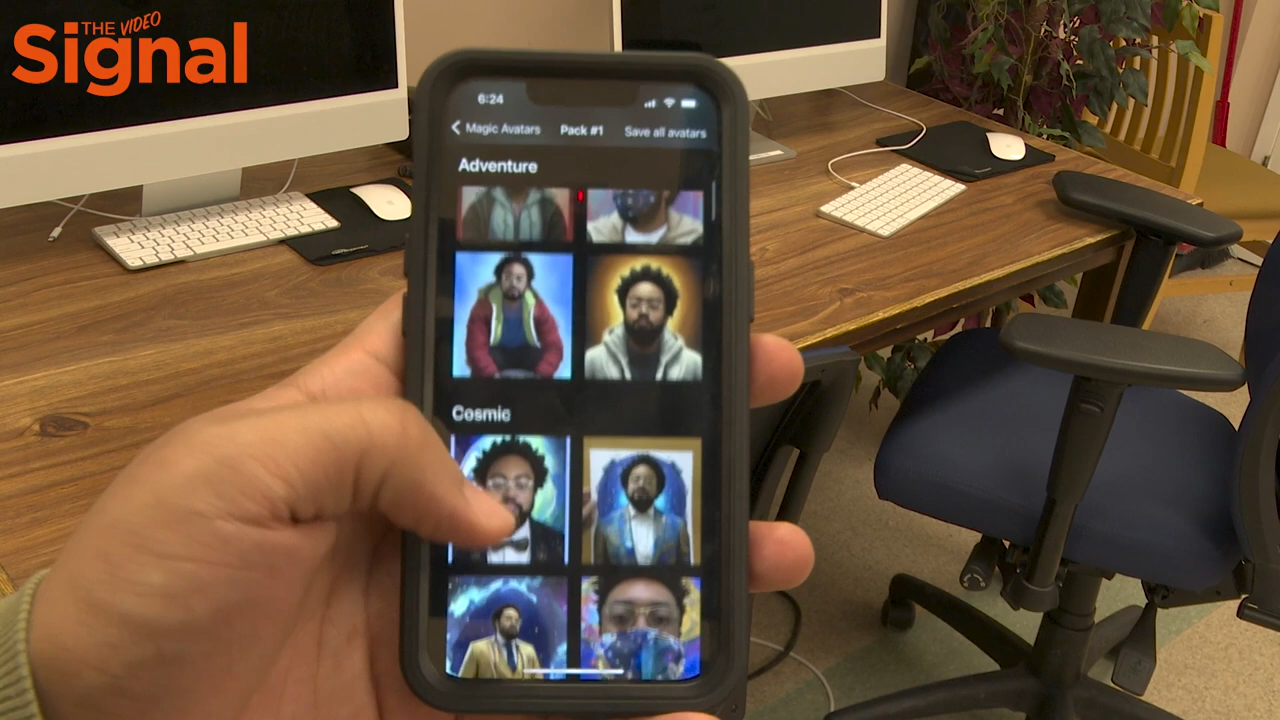 THE VIDEO
Signal
6:24
Magic Avatars Pack #1 Save all avatars
Adventure
Cosmic